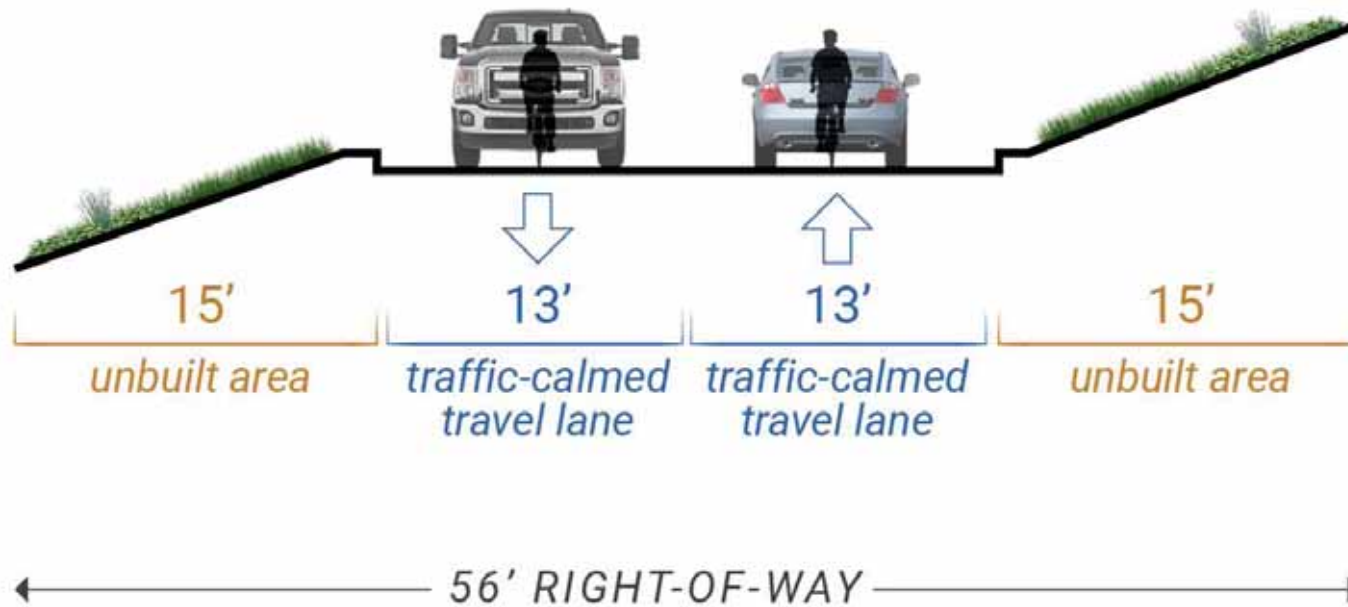 15’ 13’ 13’ 15’
unbuilt area traffic-calmed traffic-calmed unbuilt area
travel lane travel lane
56’ RIGHT-OF-WAY